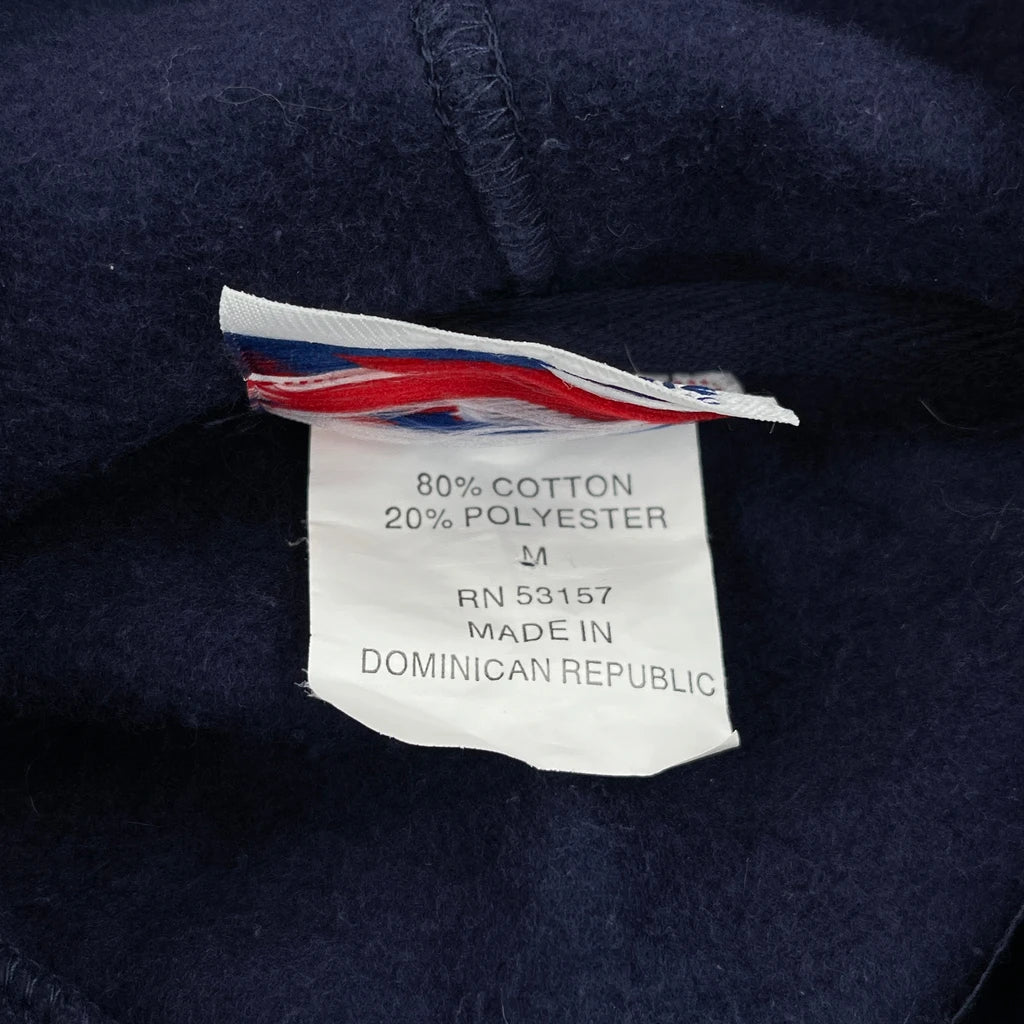 80% COTTON
20% POLYESTER
M
RN 53157
MADE IN
DOMINICAN REPUBLIC